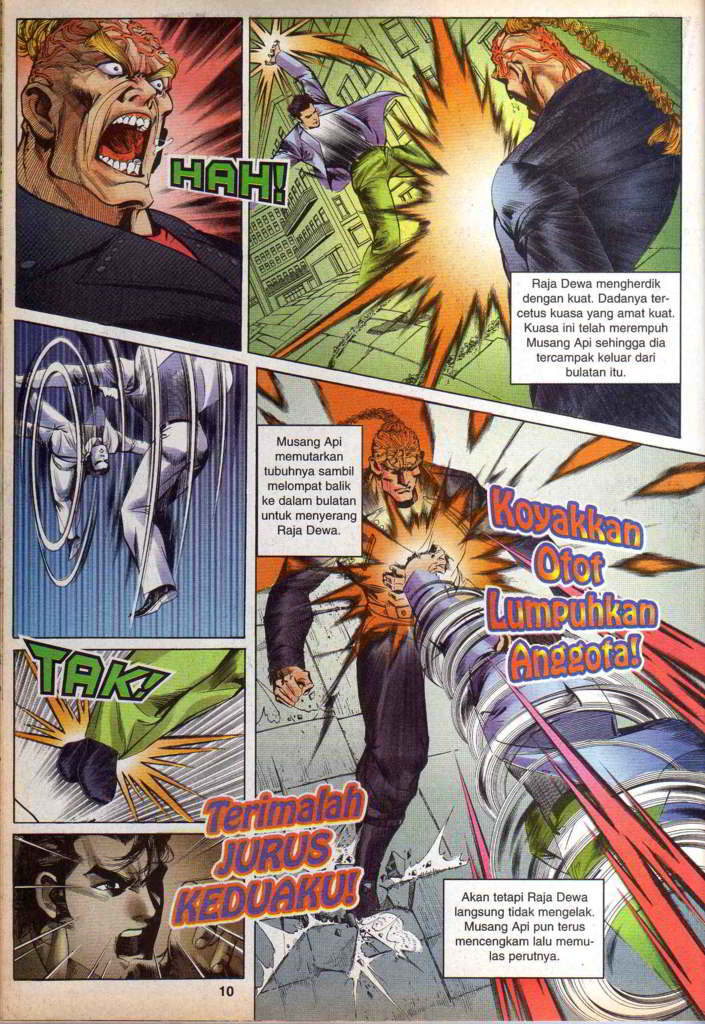 HAH!
Raja Dewa mengherdik
dengan kuat. Dadanya ter-
cetus kuasa yang amat kuat.
Kuasa ini telah merempuh
Musang Api sehingga dia
tercampak keluar dari
bulatan itu.
Musang Api
memutarkan
tubuhnya sambil
melompat balik
ke dalam bulatan
untuk menyerang
Raja Dewa.
Koyakkan
Otot
Lumpuhkan
Anggota!
TAK!
Terimalah
JURUS
KEDUAKU!
Akan tetapi Raja Dewa
langsung tidak mengelak.
Musang Api pun terus
mencengkam lalu memu-
las perutnya.
10